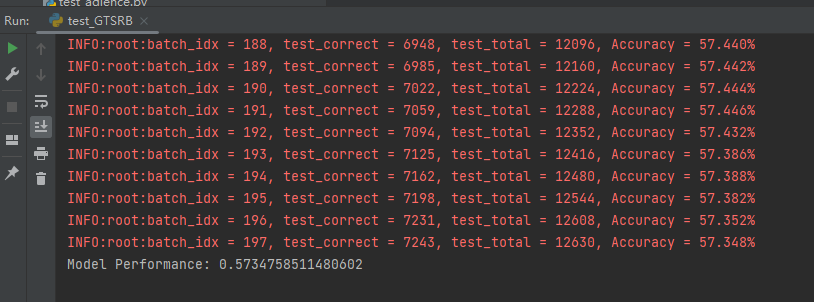 test_adience.py
Run: test_GTSRB
INFO:root:batch_idx = 188, test_correct = 6948, test_total = 12096, Accuracy = 57.440%
INFO:root:batch_idx = 189, test_correct = 6985, test_total = 12160, Accuracy = 57.442%
INFO:root:batch_idx = 190, test_correct = 7022, test_total = 12224, Accuracy = 57.444%
INFO:root:batch_idx = 191, test_correct = 7059, test_total = 12288, Accuracy = 57.446%
INFO:root:batch_idx = 192, test_correct = 7094, test_total = 12352, Accuracy = 57.432%
INFO:root:batch_idx = 193, test_correct = 7125, test_total = 12416, Accuracy = 57.386%
INFO:root:batch_idx = 194, test_correct = 7162, test_total = 12480, Accuracy = 57.388%
INFO:root:batch_idx = 195, test_correct = 7198, test_total = 12544, Accuracy = 57.382%
INFO:root:batch_idx = 196, test_correct = 7231, test_total = 12608, Accuracy = 57.352%
INFO:root:batch_idx = 197, test_correct = 7243, test_total = 12630, Accuracy = 57.348%
Model Performance: 0.5734758511480602